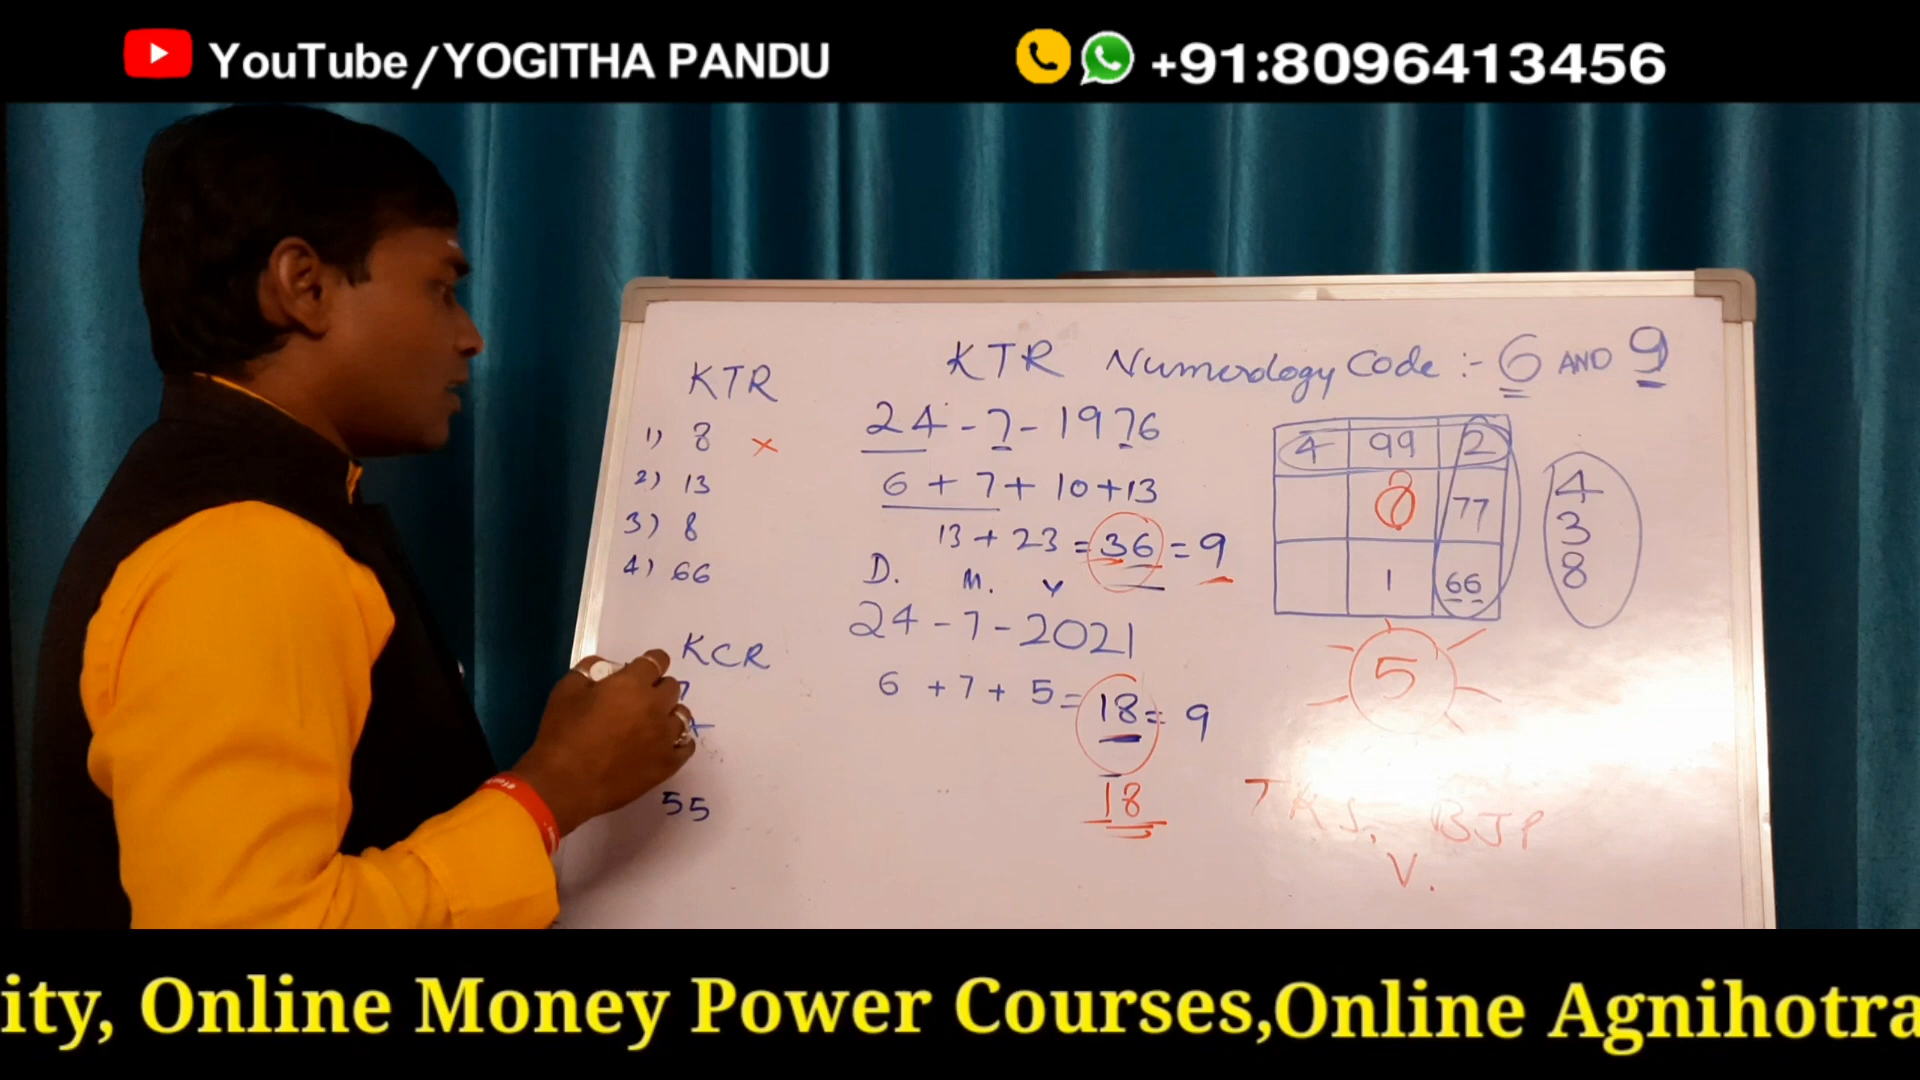 YouTube/YOGITHA PANDU
+91:8096413456
KTR Numerology Code :- 6 AND 9
KTR
1) 8 ×
2) 13
3) 8
4) 66
KCR
7
55
24-7-1976
6+7+10+13
13+23=36=9
D. M. Y
24-7-2021
6+7+5=18=9
18
4 99 2
77
1 66
4
3
8
5
TRS. BJP
V.
ity, Online Money Power Courses,Online Agnihotra